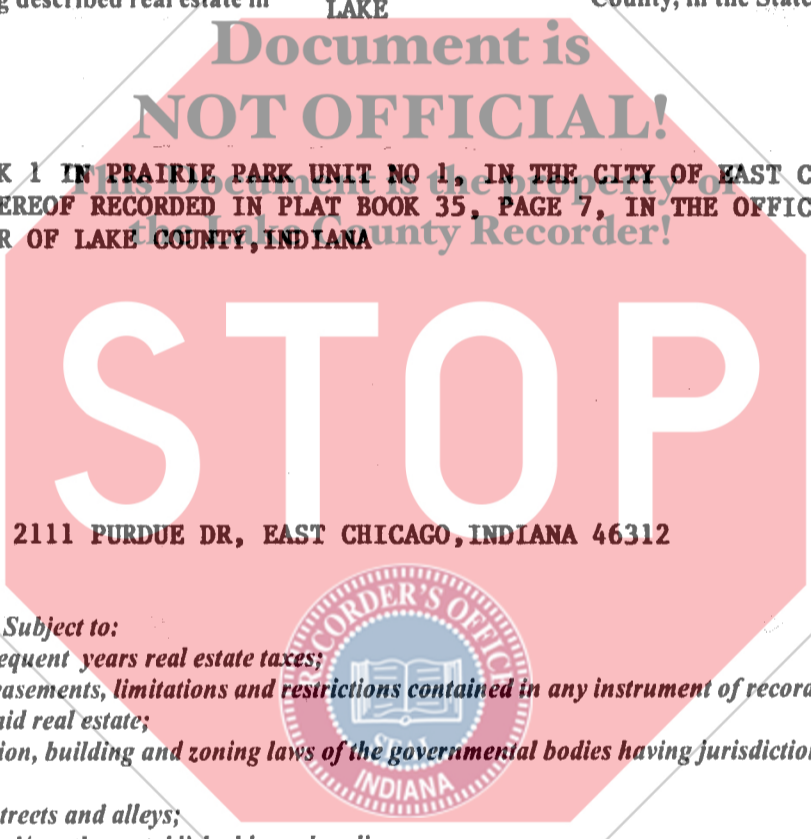 g described real estate in LAKE County, in the State
Document is
NOT OFFICIAL!
K 1 IN PRAIRIE PARK UNIT NO 1, IN THE CITY OF EAST C
This Document is the property of
EREOF RECORDED IN PLAT BOOK 35, PAGE 7, IN THE OFFIC
R OF LAKE COUNTY, INDIANA
the Lake County Recorder!
STOP
2111 PURDUE DR, EAST CHICAGO, INDIANA 46312
RECORDER'S OFFICE
SEAL
INDIANA
Subject to:
equent years real estate taxes;
easements, limitations and restrictions contained in any instrument of record
aid real estate;
ion, building and zoning laws of the governmental bodies having jurisdiction
treets and alleys;